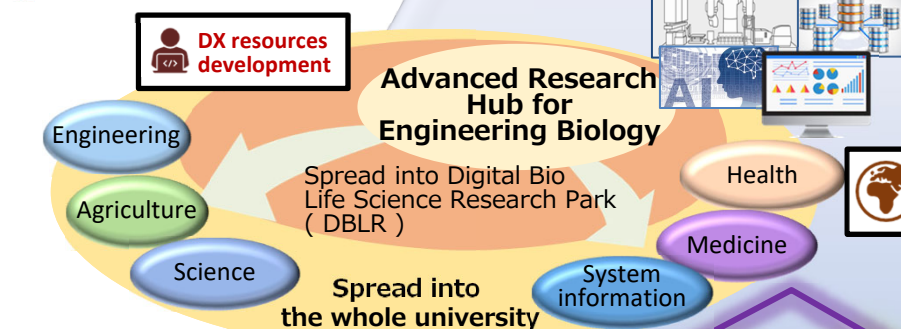 DX resources
development
Advanced Research
Hub for
Engineering Biology
AI
Engineering
Agriculture
Science
Spread into Digital Bio
Life Science Research Park
( DBLR )
Health
Medicine
System
information
Spread into
the whole university